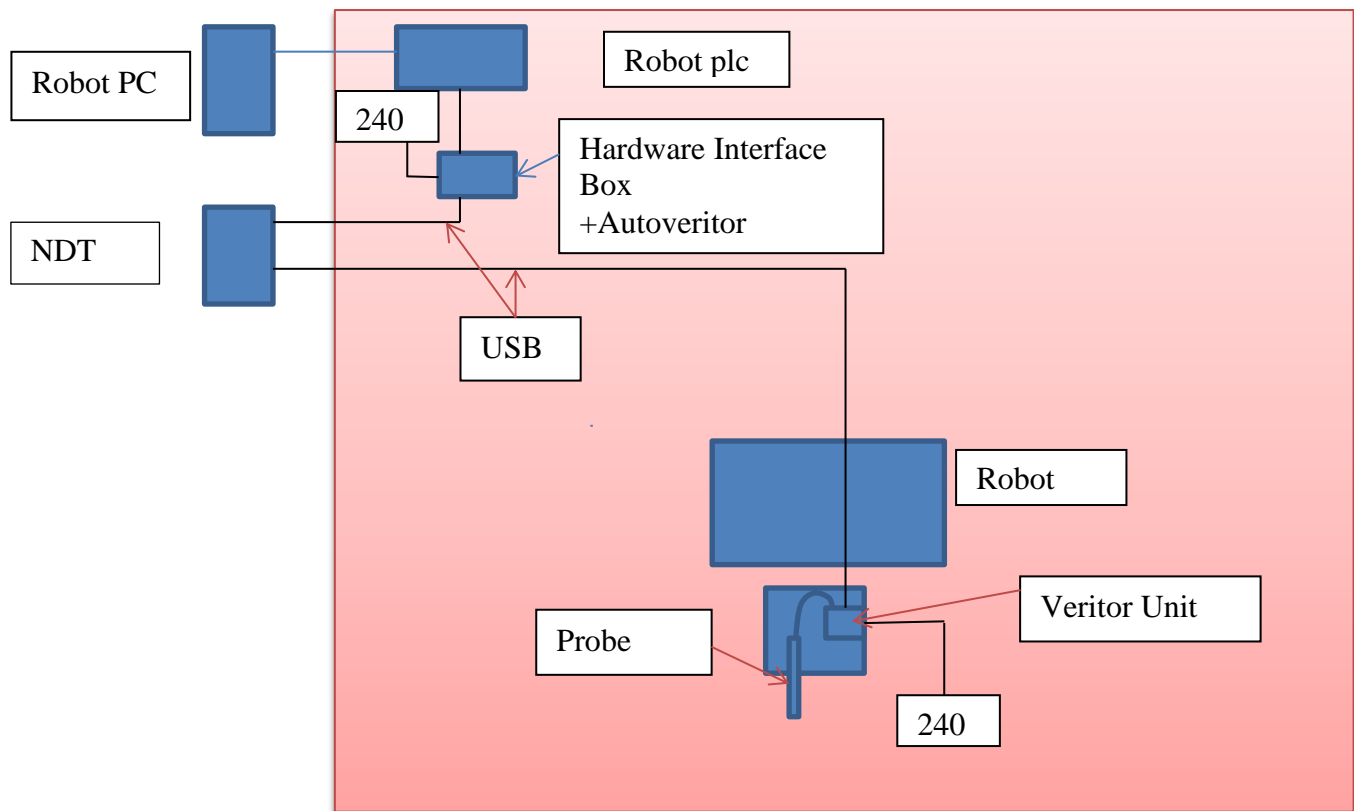 Robot PC
Robot plc
240
Hardware Interface
Box
+Autoveritor
NDT
USB
Robot
Veritor Unit
Probe
240